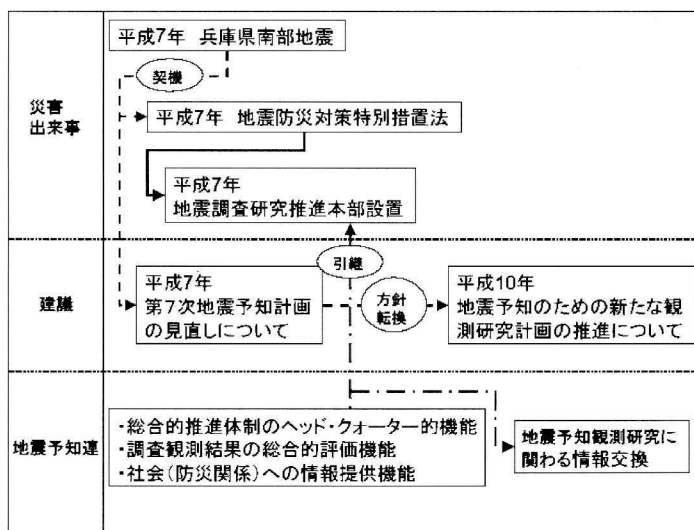 災害
出来事
平成7年 兵庫県南部地震
契機
平成7年 地震防災対策特別措置法
平成7年
地震調査研究推進本部設置
引継
建議
平成7年
第7次地震予知計画
の見直しについて
方針
転換
平成10年
地震予知のための新たな観
測研究計画の推進について
地震予知連
・総合的推進体制のヘッド・クォーター的機能
・調査観測結果の総合的評価機能
・社会(防災関係)への情報提供機能
地震予知観測研究に
関わる情報交換